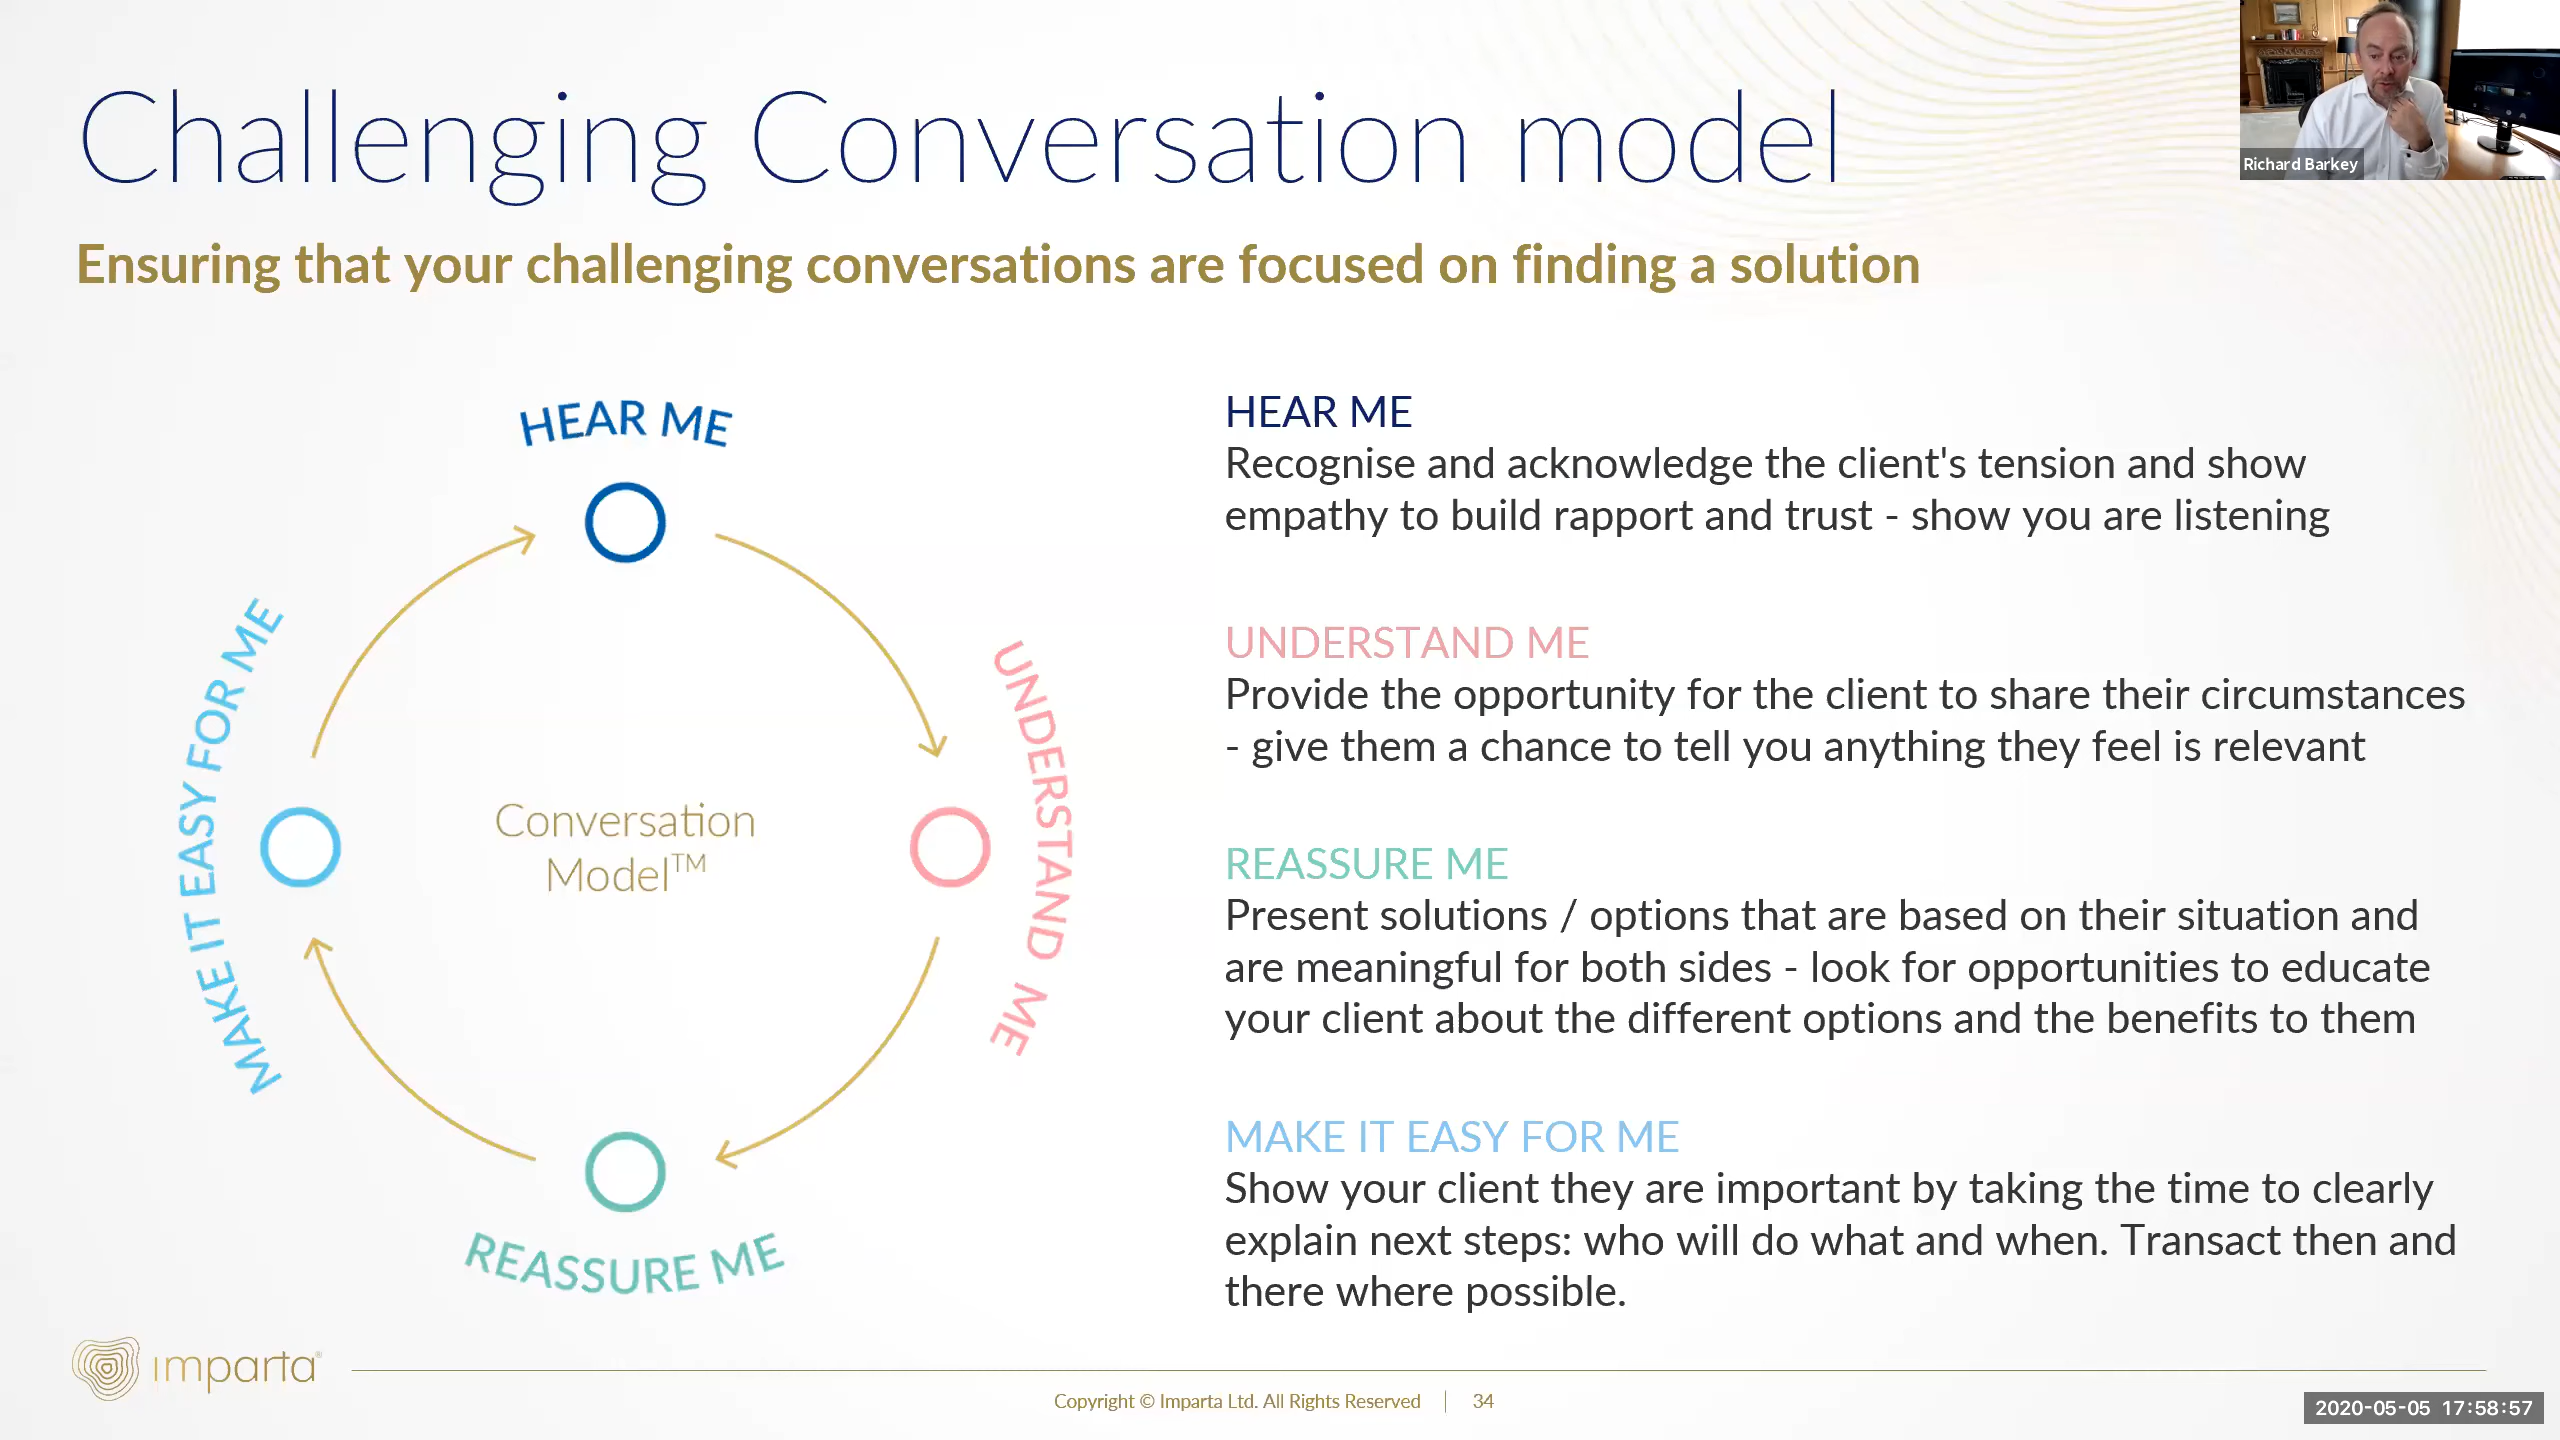 Challenging Conversation model
Richard Barkey
Ensuring that your challenging conversations are focused on finding a solution
HEAR ME
UNDERSTAND ME
REASSURE ME
MAKE IT EASY FOR ME
Conversation
Model™
HEAR ME
Recognise and acknowledge the client's tension and show
empathy to build rapport and trust - show you are listening
UNDERSTAND ME
Provide the opportunity for the client to share their circumstances
- give them a chance to tell you anything they feel is relevant
REASSURE ME
Present solutions / options that are based on their situation and
are meaningful for both sides - look for opportunities to educate
your client about the different options and the benefits to them
MAKE IT EASY FOR ME
Show your client they are important by taking the time to clearly
explain next steps: who will do what and when. Transact then and
there where possible.
imparta®
Copyright © Imparta Ltd. All Rights Reserved | 34
2020-05-05 17:58:57